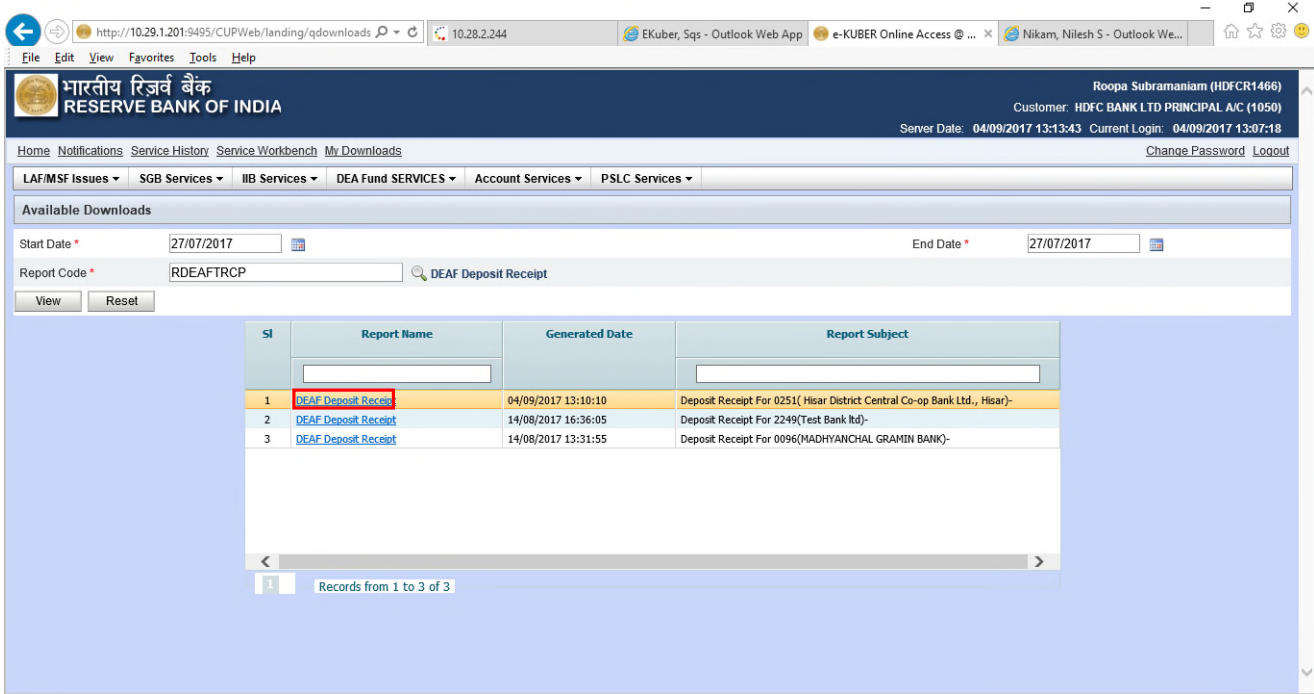 http://10.29.1.201:9495/CUPWeb/landing/qdownloads
10.28.2.244
EKuber, Sqs - Outlook Web App
e-KUBER Online Access @ ...
Nikam, Nilesh S - Outlook We...
File Edit View Favorites Tools Help
भारतीय रिज़र्व बैंक
RESERVE BANK OF INDIA
Roopa Subramaniam (HDFCR1466)
Customer: HDFC BANK LTD PRINCIPAL A/C (1050)
Server Date: 04/09/2017 13:13:43 Current Login: 04/09/2017 13:07:18
Home Notifications Service History Service Workbench My Downloads Change Password Logout
LAF/MSF Issues SGB Services IIB Services DEA Fund SERVICES Account Services PSLC Services
Available Downloads
Start Date * 27/07/2017 End Date * 27/07/2017
Report Code * RDEAFTRCP DEAF Deposit Receipt
View Reset
Sl Report Name Generated Date Report Subject
1 DEAF Deposit Receipt 04/09/2017 13:10:10 Deposit Receipt For 0251( Hisar District Central Co-op Bank Ltd., Hisar)-
2 DEAF Deposit Receipt 14/08/2017 16:36:05 Deposit Receipt For 2249(Test Bank ltd)-
3 DEAF Deposit Receipt 14/08/2017 13:31:55 Deposit Receipt For 0096(MADHYANCHAL GRAMIN BANK)-
1 Records from 1 to 3 of 3